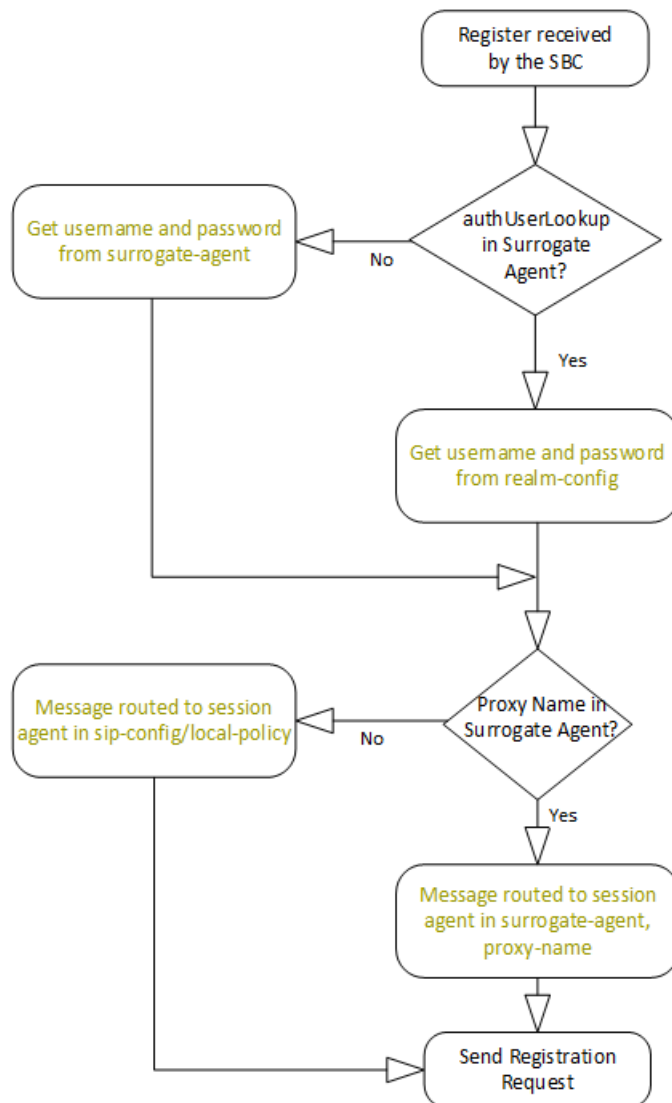 Register received
by the SBC
authUserLookup
in Surrogate
Agent?
No
Get username and password
from surrogate-agent
Yes
Get username and password
from realm-config
Proxy Name in
Surrogate Agent?
No
Message routed to session
agent in sip-config/local-policy
Yes
Message routed to session
agent in surrogate-agent,
proxy-name
Send Registration
Request